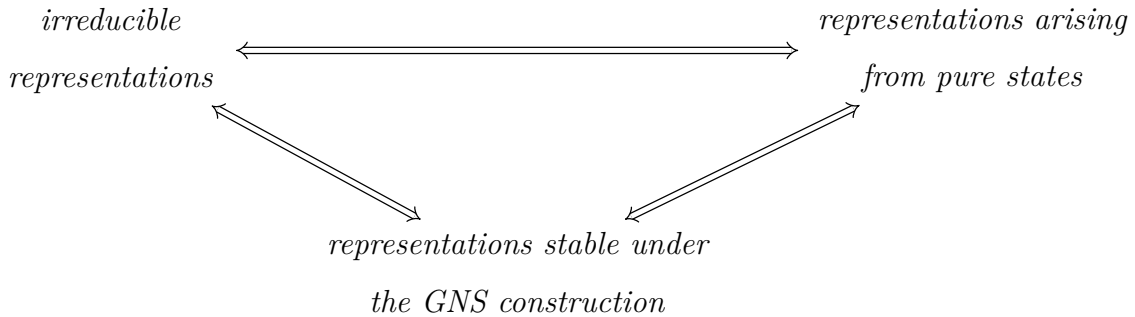 irreducible
representations
representations arising
from pure states
representations stable under
the GNS construction